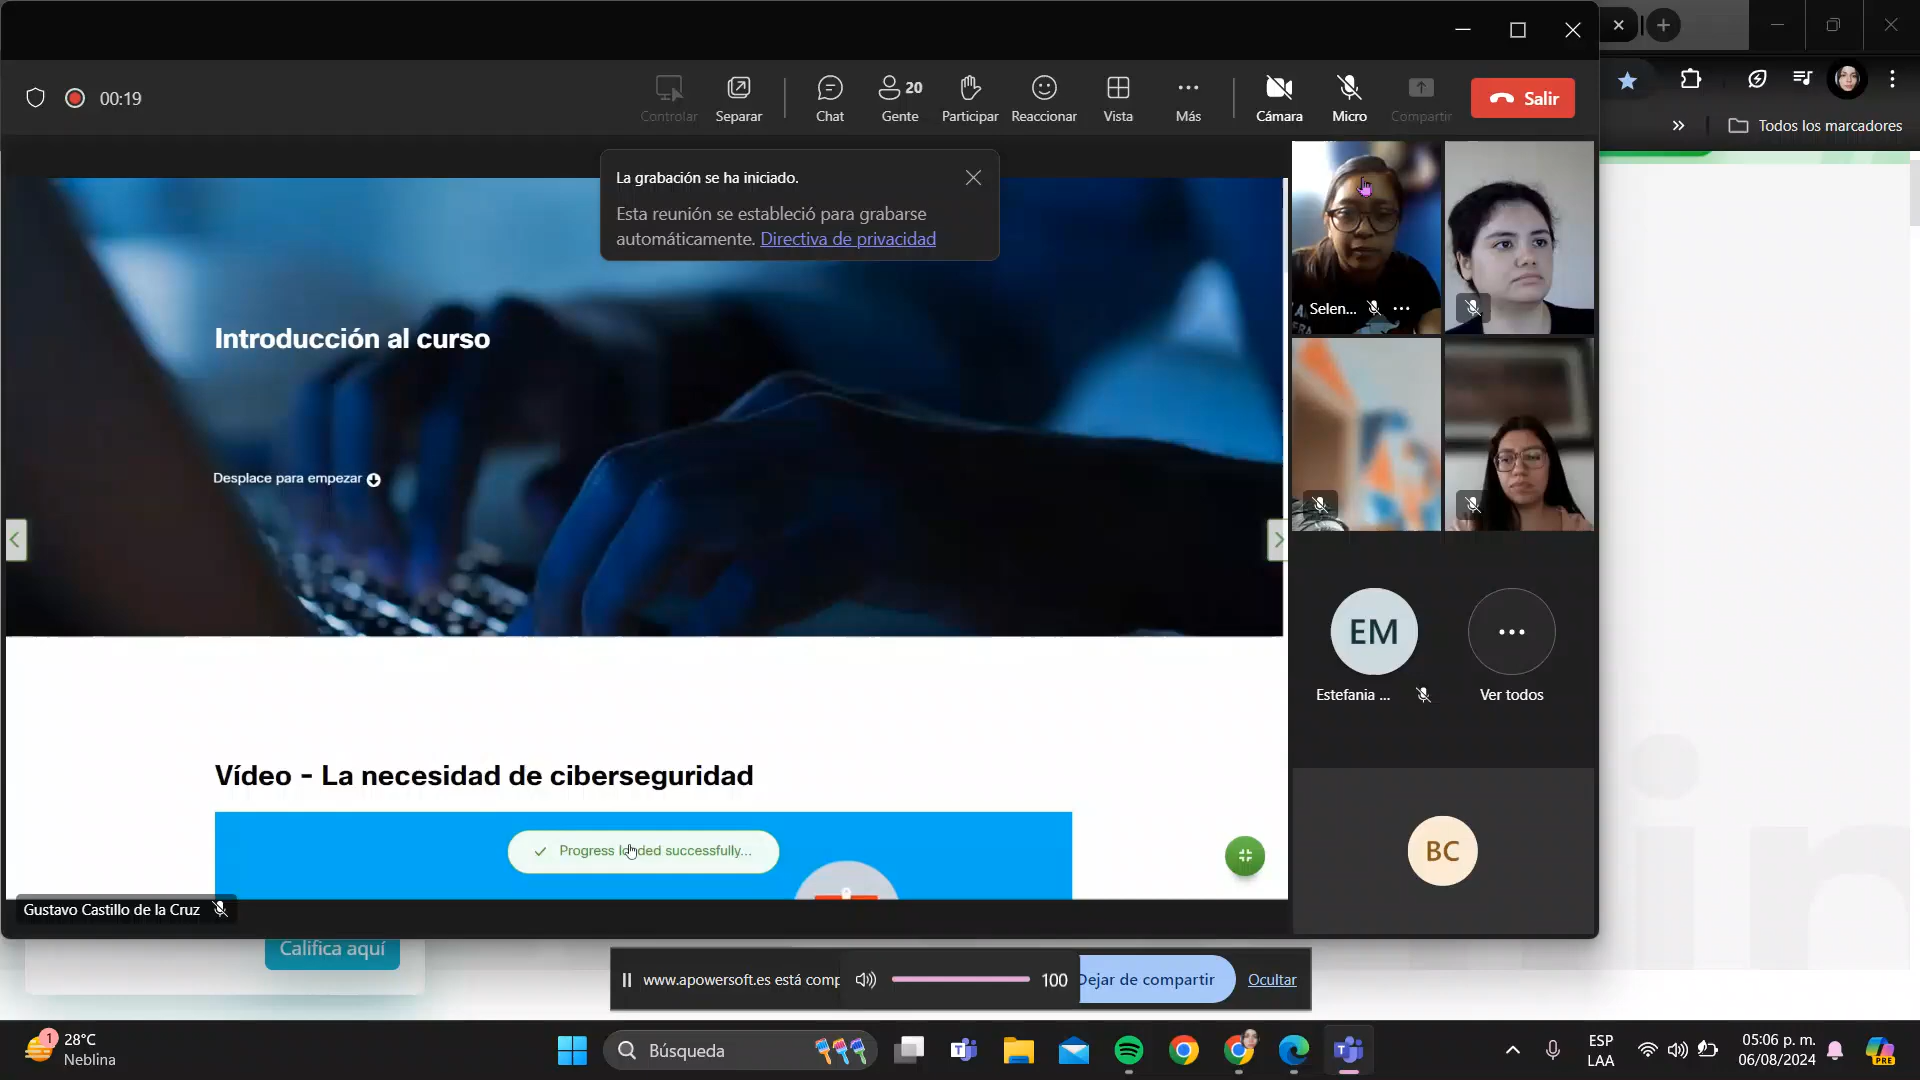 00:19
Controlar
Separar
Chat
20
Gente
Participar
Reaccionar
Vista
Más
Cámara
Micro
Compartir
Salir
Todos los marcadores
La grabación se ha iniciado.
Esta reunión se estableció para grabarse
automáticamente. Directiva de privacidad
Selen...
Introducción al curso
Desplace para empezar
EM
Estefania ...
Ver todos
Vídeo - La necesidad de ciberseguridad
Progress loaded successfully...
BC
Gustavo Castillo de la Cruz
Califica aquí
www.apowersoft.es está comp
100
Dejar de compartir
Ocultar
1
28°C
Neblina
Búsqueda
ESP
LAA
05:06 p. m.
06/08/2024
PRE